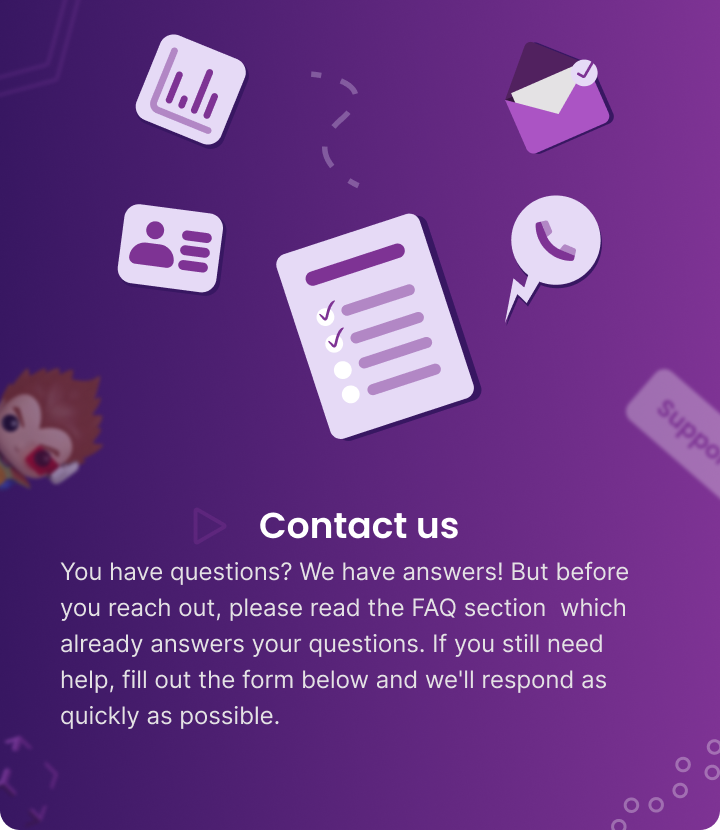 Suppo
Contact us
You have questions? We have answers! But before
you reach out, please read the FAQ section  which
already answers your questions. If you still need
help, fill out the form below and we'll respond as
quickly as possible.